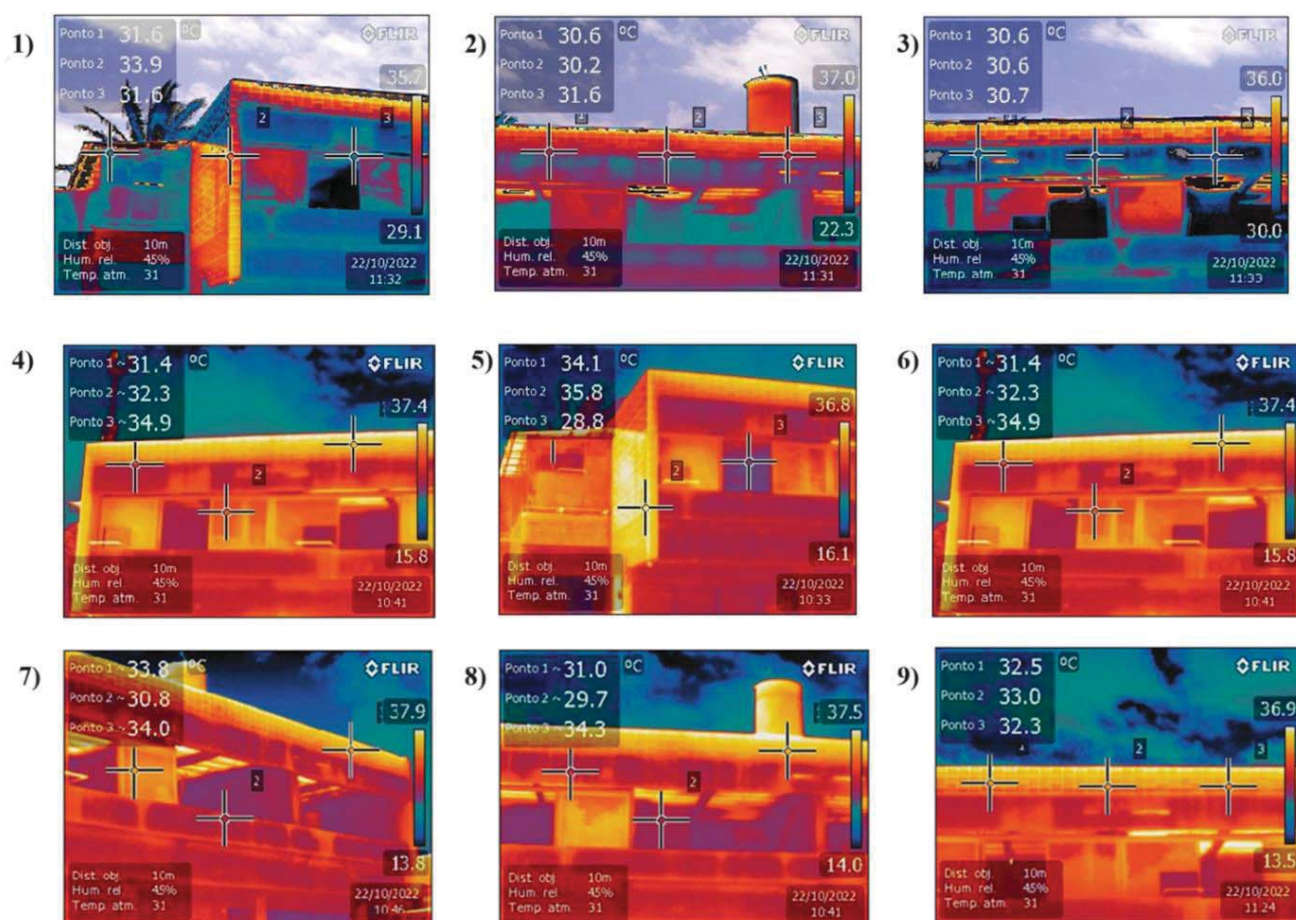 1)
Ponto 1 31.6 ºC
Ponto 2 33.9
Ponto 3 31.6
FLIR
35.7
2
3
29.1
Dist. obj. 10m
Hum. rel. 45%
Temp. atm. 31
22/10/2022
11:32
2)
Ponto 1 30.6 ºC
Ponto 2 30.2
Ponto 3 31.6
FLIR
37.0
2
3
22.3
Dist. obj. 10m
Hum. rel. 45%
Temp. atm. 31
22/10/2022
11:31
3)
Ponto 1 30.6 ºC
Ponto 2 30.6
Ponto 3 30.7
FLIR
36.0
2
3
30.0
Dist. obj. 10m
Hum. rel. 45%
Temp. atm. 31
22/10/2022
11:33
4)
Ponto 1 ~31.4 ºC
Ponto 2 ~32.3
Ponto 3 ~34.9
FLIR
37.4
2
15.8
Dist. obj. 10m
Hum. rel. 45%
Temp. atm. 31
22/10/2022
10:41
5)
Ponto 1 34.1 ºC
Ponto 2 35.8
Ponto 3 28.8
FLIR
36.8
3
2
16.1
Dist. obj. 10m
Hum. rel. 45%
Temp. atm. 31
22/10/2022
10:33
6)
Ponto 1 ~31.4 ºC
Ponto 2 ~32.3
Ponto 3 ~34.9
FLIR
37.4
2
15.8
Dist. obj. 10m
Hum. rel. 45%
Temp. atm. 31
22/10/2022
10:41
7)
Ponto 1 ~33.8 ºC
Ponto 2 ~30.8
Ponto 3 ~34.0
FLIR
37.9
2
13.8
Dist. obj. 10m
Hum. rel. 45%
Temp. atm. 31
22/10/2022
10:46
8)
Ponto 1 ~31.0 ºC
Ponto 2 ~29.7
Ponto 3 ~34.3
FLIR
37.5
2
14.0
Dist. obj. 10m
Hum. rel. 45%
Temp. atm. 31
22/10/2022
10:41
9)
Ponto 1 32.5 ºC
Ponto 2 33.0
Ponto 3 32.3
FLIR
36.9
2
3
13.5
Dist. obj. 10m
Hum. rel. 45%
Temp. atm. 31
22/10/2022
11:24